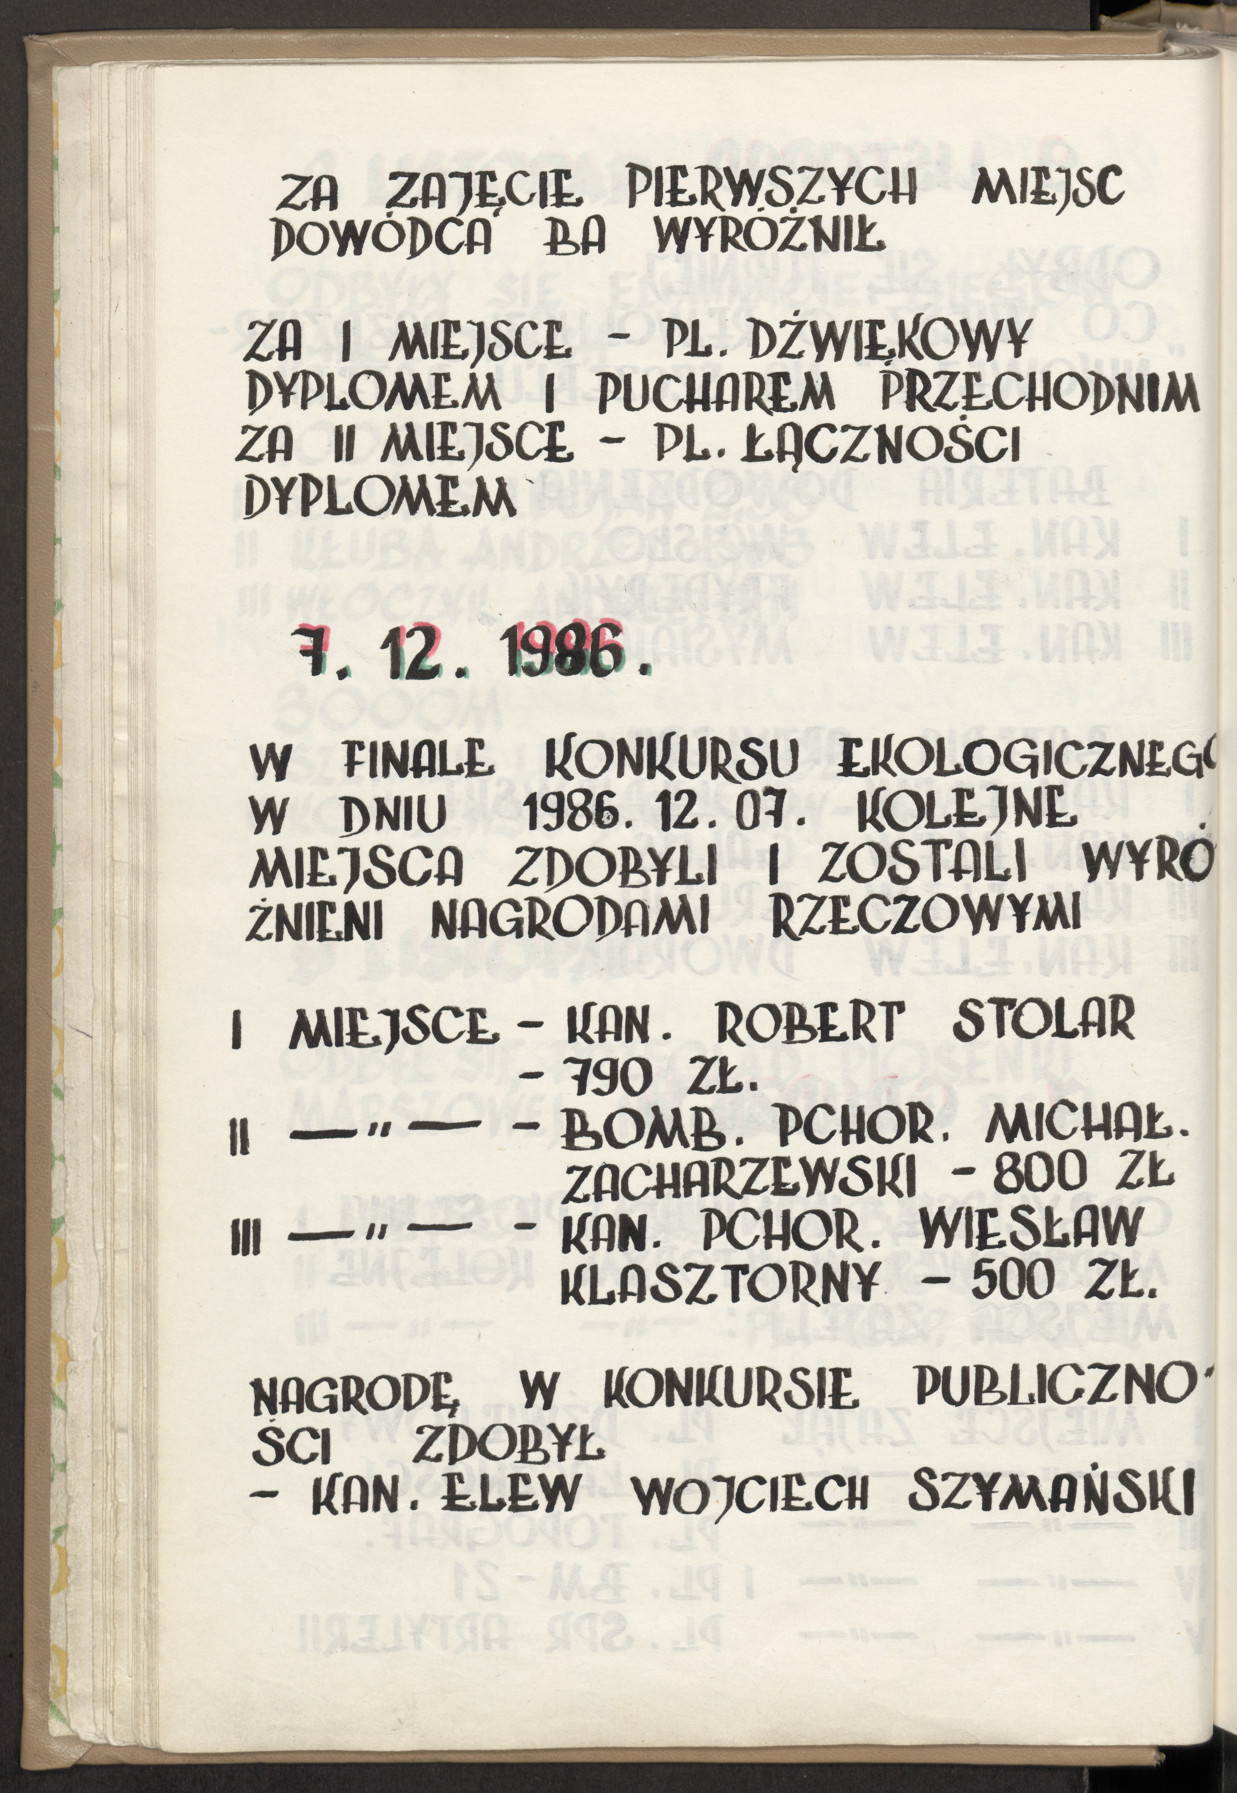 ZA ZAJĘCIE PIERWSZYCH MIEJSC
DOWÓDCA BA WYRÓŻNIŁ
ZA I MIEJSCE - PL. DŹWIĘKOWY
DYPLOMEM I PUCHAREM PRZECHODNIM
ZA II MIEJSCE - PL. ŁĄCZNOŚCI
DYPLOMEM
7. 12. 1986.
W FINALE KONKURSU EKOLOGICZNEGO
W DNIU 1986. 12. 07. KOLEJNE
MIEJSCA ZDOBYLI I ZOSTALI WYRÓ
ŻNIENI NAGRODAMI RZECZOWYMI
I MIEJSCE - KAN. ROBERT STOLAR
- 790 ZŁ.
II —〃— - BOMB. PCHOR. MICHAŁ.
ZACHARZEWSKI - 800 ZŁ
III —〃— - KAN. PCHOR. WIESŁAW
KLASZTORNY - 500 ZŁ.
NAGRODĘ W KONKURSIE PUBLICZNO-
ŚCI ZDOBYŁ
- KAN. ELEW WOJCIECH SZYMAŃSKI